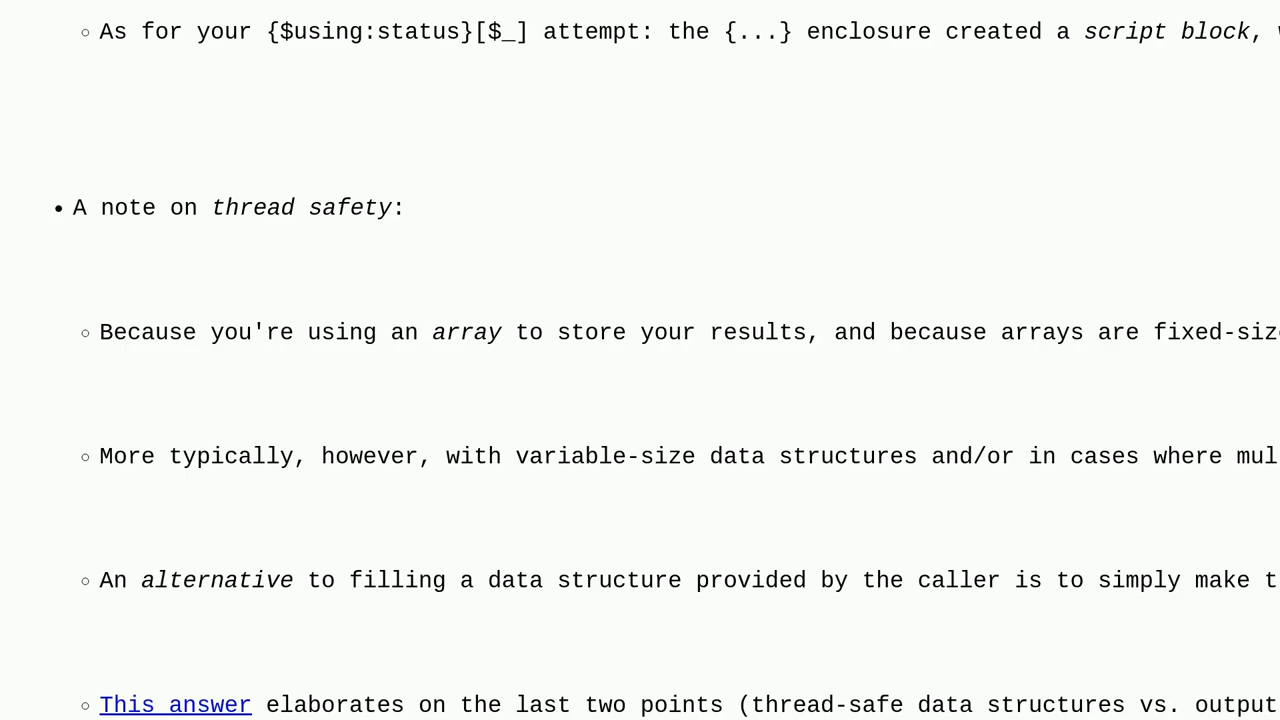 As for your {$using:status}[$_] attempt: the {...} enclosure created a script block,
A note on thread safety:
Because you're using an array to store your results, and because arrays are
More typically, however, with variable-size data structures and/or in cases where
An alternative to filling a data structure provided by the caller is to simply make
This answer elaborates on the last two points (thread-safe data structures vs. output